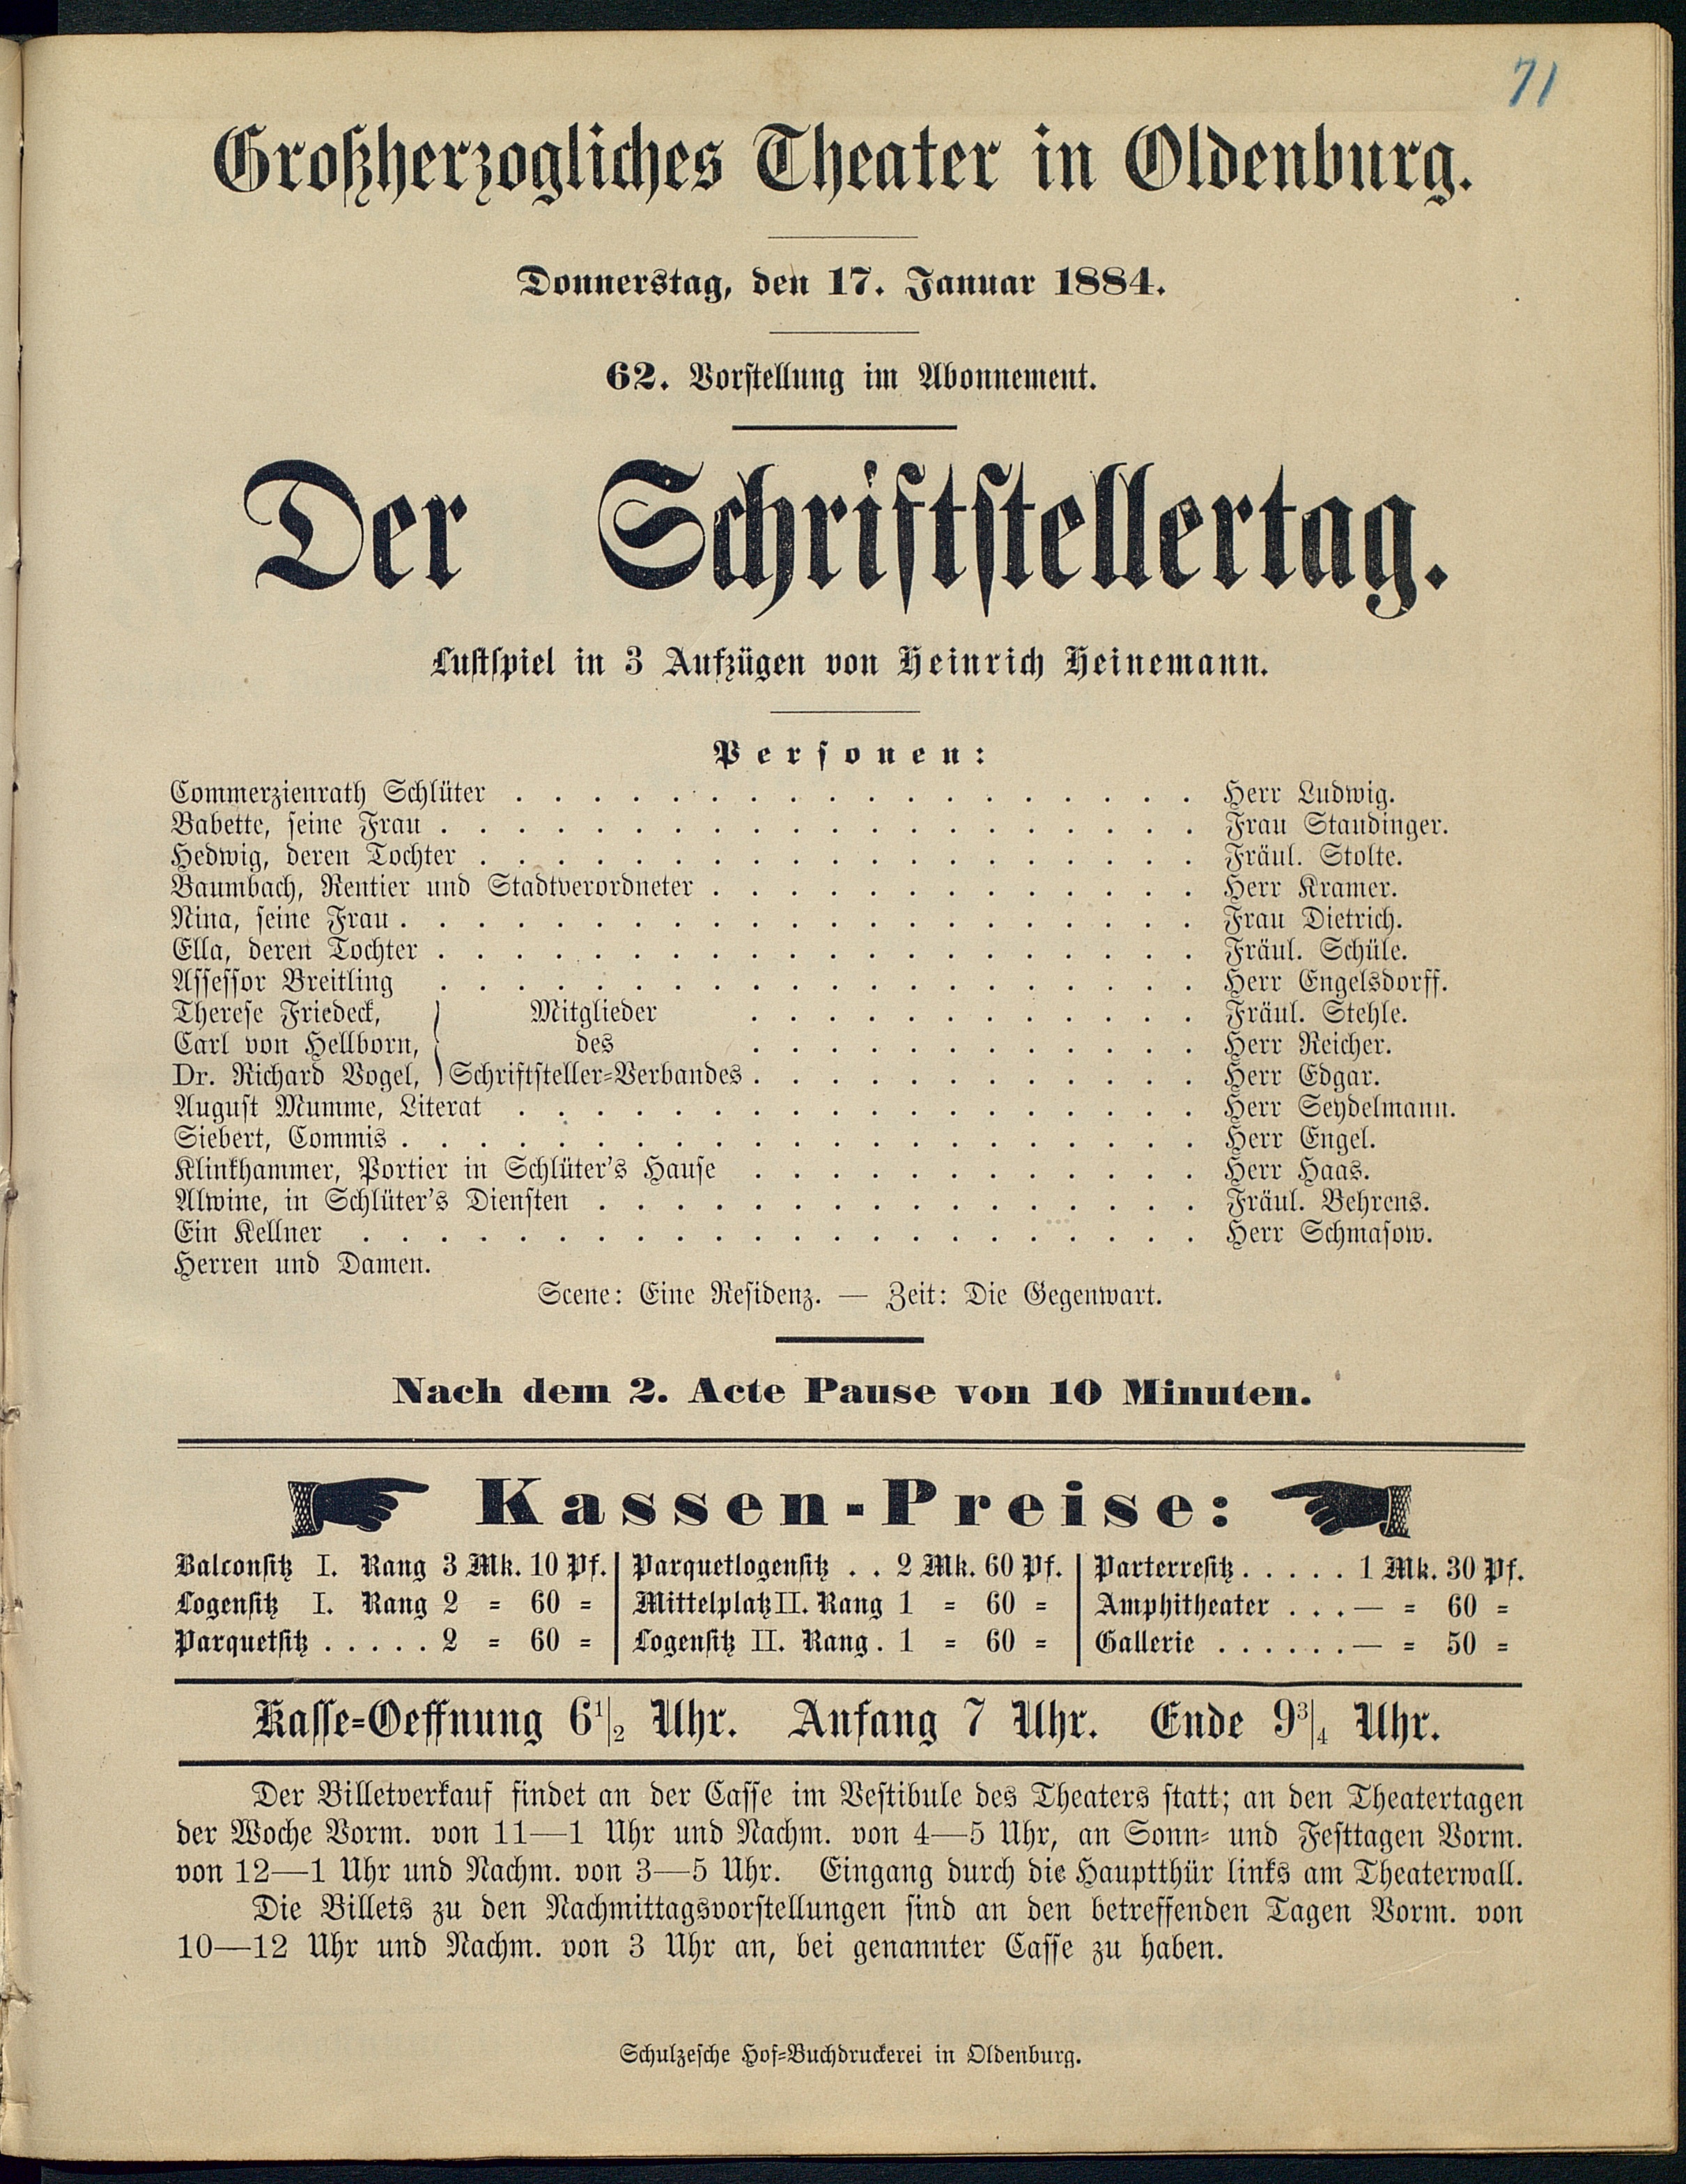 71
Großherzogliches Theater in Oldenburg.
Donnerstag, den 17. Januar 1884.
62. Vorstellung im Abonnement.
Der Schriftstellertag.
Lustspiel in 3 Aufzügen von Heinrich Heinemann.
Personen:
Commerzienrath Schlüter . . . . . . . . . . . . . . . . . . Herr Ludwig.
Babette, seine Frau . . . . . . . . . . . . . . . . . . . . Frau Staudinger.
Hedwig, deren Tochter . . . . . . . . . . . . . . . . . . . Fräul. Stolte.
Baumbach, Rentier und Stadtverordneter . . . . . . . . . . . . . Herr Kramer.
Nina, seine Frau . . . . . . . . . . . . . . . . . . . . . Frau Dietrich.
Ella, deren Tochter . . . . . . . . . . . . . . . . . . . . Fräul. Schüle.
Assessor Breitling . . . . . . . . . . . . . . . . . . . . Herr Engelsdorff.
Therese Friedeck, Mitglieder . . . . . . . . . . . . Fräul. Stehle.
Carl von Hellborn, des . . . . . . . . . . . . Herr Reicher.
Dr. Richard Vogel, Schriftsteller-Verbandes . . . . . . . . . . . . Herr Edgar.
August Mumme, Literat . . . . . . . . . . . . . . . . . . Herr Seydelmann.
Siebert, Commis . . . . . . . . . . . . . . . . . . . . . Herr Engel.
Klinkhammer, Portier in Schlüter's Hause . . . . . . . . . . . . Herr Haas.
Alwine, in Schlüter's Diensten . . . . . . . . . . . . . . . . Fräul. Behrens.
Ein Kellner . . . . . . . . . . . . . . . . . . . . . . Herr Schmasow.
Herren und Damen.
Scene: Eine Residenz. — Zeit: Die Gegenwart.
Nach dem 2. Acte Pause von 10 Minuten.
Kassen-Preise:
Balconsitz I. Rang 3 Mk. 10 Pf. Parquetlogensitz . . 2 Mk. 60 Pf. Parterresitz . . . . . 1 Mk. 30 Pf.
Logensitz I. Rang 2 = 60 = Mittelplatz II. Rang 1 = 60 = Amphitheater . . . — = 60 =
Parquetsitz . . . . . 2 = 60 = Logensitz II. Rang . 1 = 60 = Gallerie . . . . . . — = 50 =
Kasse-Oeffnung 6 1/2 Uhr. Anfang 7 Uhr. Ende 9 3/4 Uhr.
Der Billetverkauf findet an der Casse im Vestibule des Theaters statt; an den Theatertagen
der Woche Vorm. von 11—1 Uhr und Nachm. von 4—5 Uhr, an Sonn- und Festtagen Vorm.
von 12—1 Uhr und Nachm. von 3—5 Uhr. Eingang durch die Hauptthür links am Theaterwall.
Die Billets zu den Nachmittagsvorstellungen sind an den betreffenden Tagen Vorm. von
10—12 Uhr und Nachm. von 3 Uhr an, bei genannter Casse zu haben.
Schulzesche Hof-Buchdruckerei in Oldenburg.